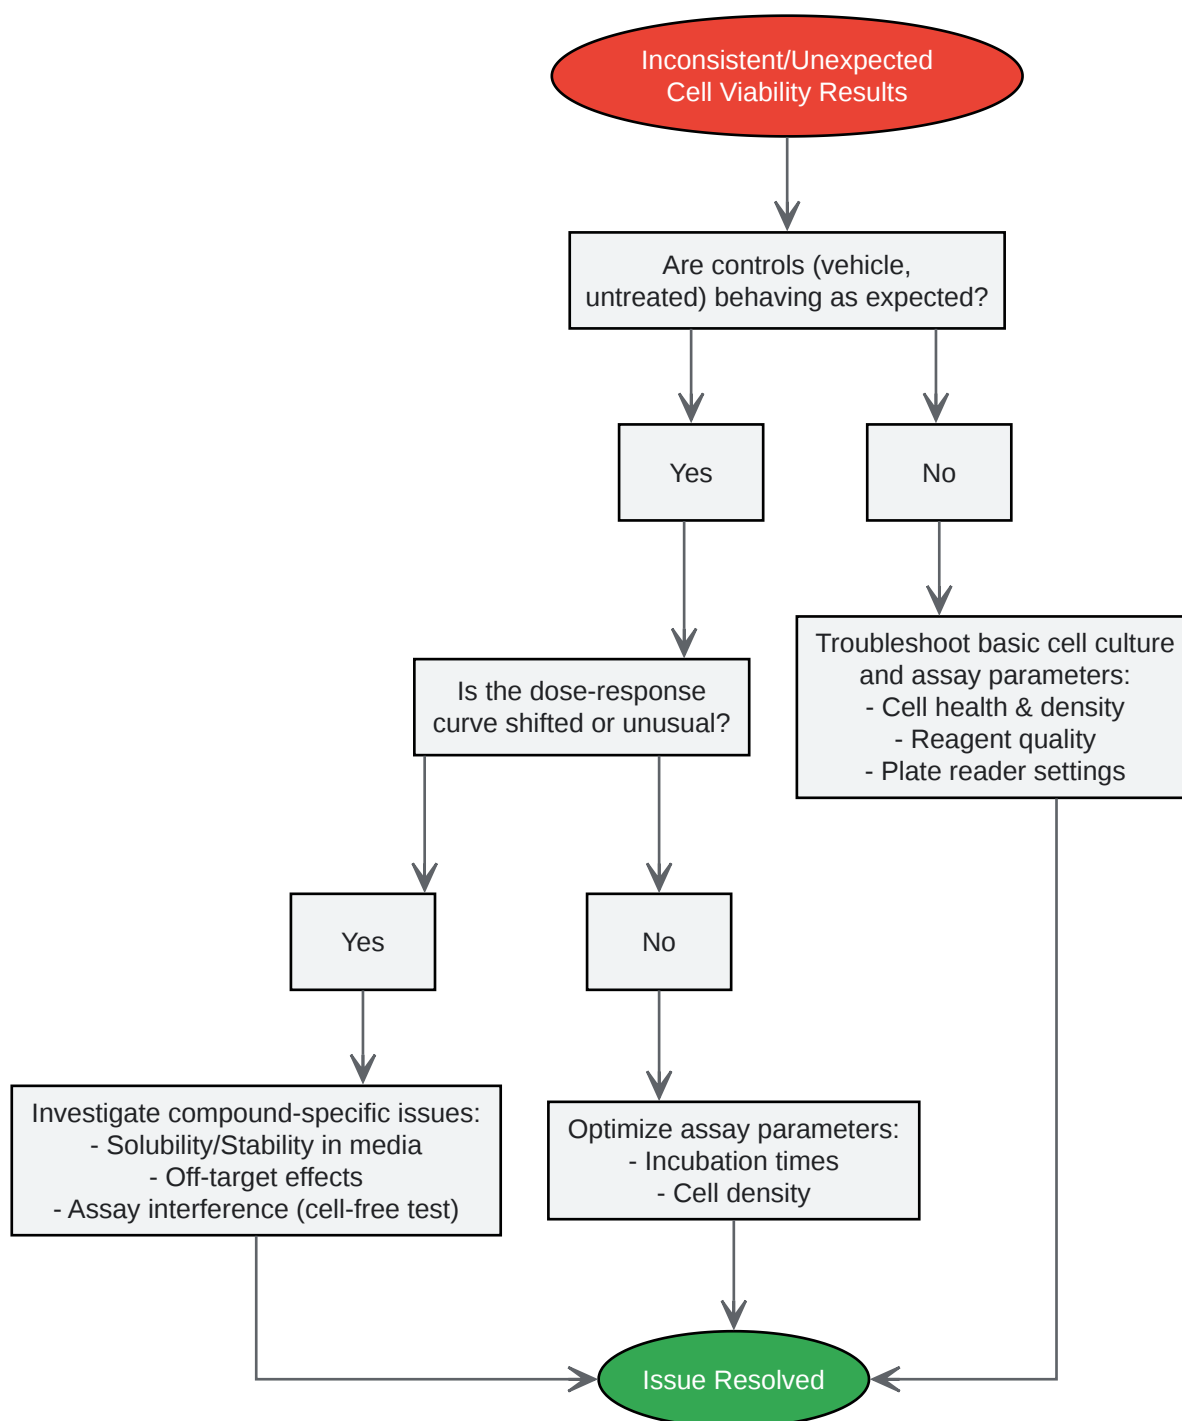 Inconsistent/Unexpected
Cell Viability Results
Are controls (vehicle,
untreated) behaving as expected?
Yes
No
Troubleshoot basic cell culture
and assay parameters:
- Cell health & density
- Reagent quality
- Plate reader settings
Is the dose-response
curve shifted or unusual?
Yes
No
Investigate compound-specific issues:
- Solubility/Stability in media
- Off-target effects
- Assay interference (cell-free test)
Optimize assay parameters:
- Incubation times
- Cell density
Issue Resolved